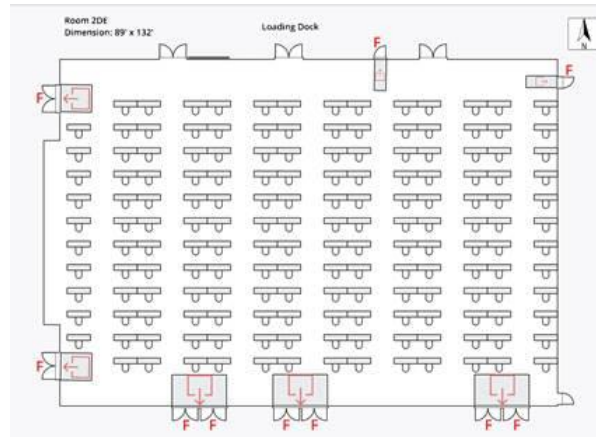 Room 2DE
Dimension: 89' x 132'
Loading Dock
N
F
F
F
F
F F
F F
F F